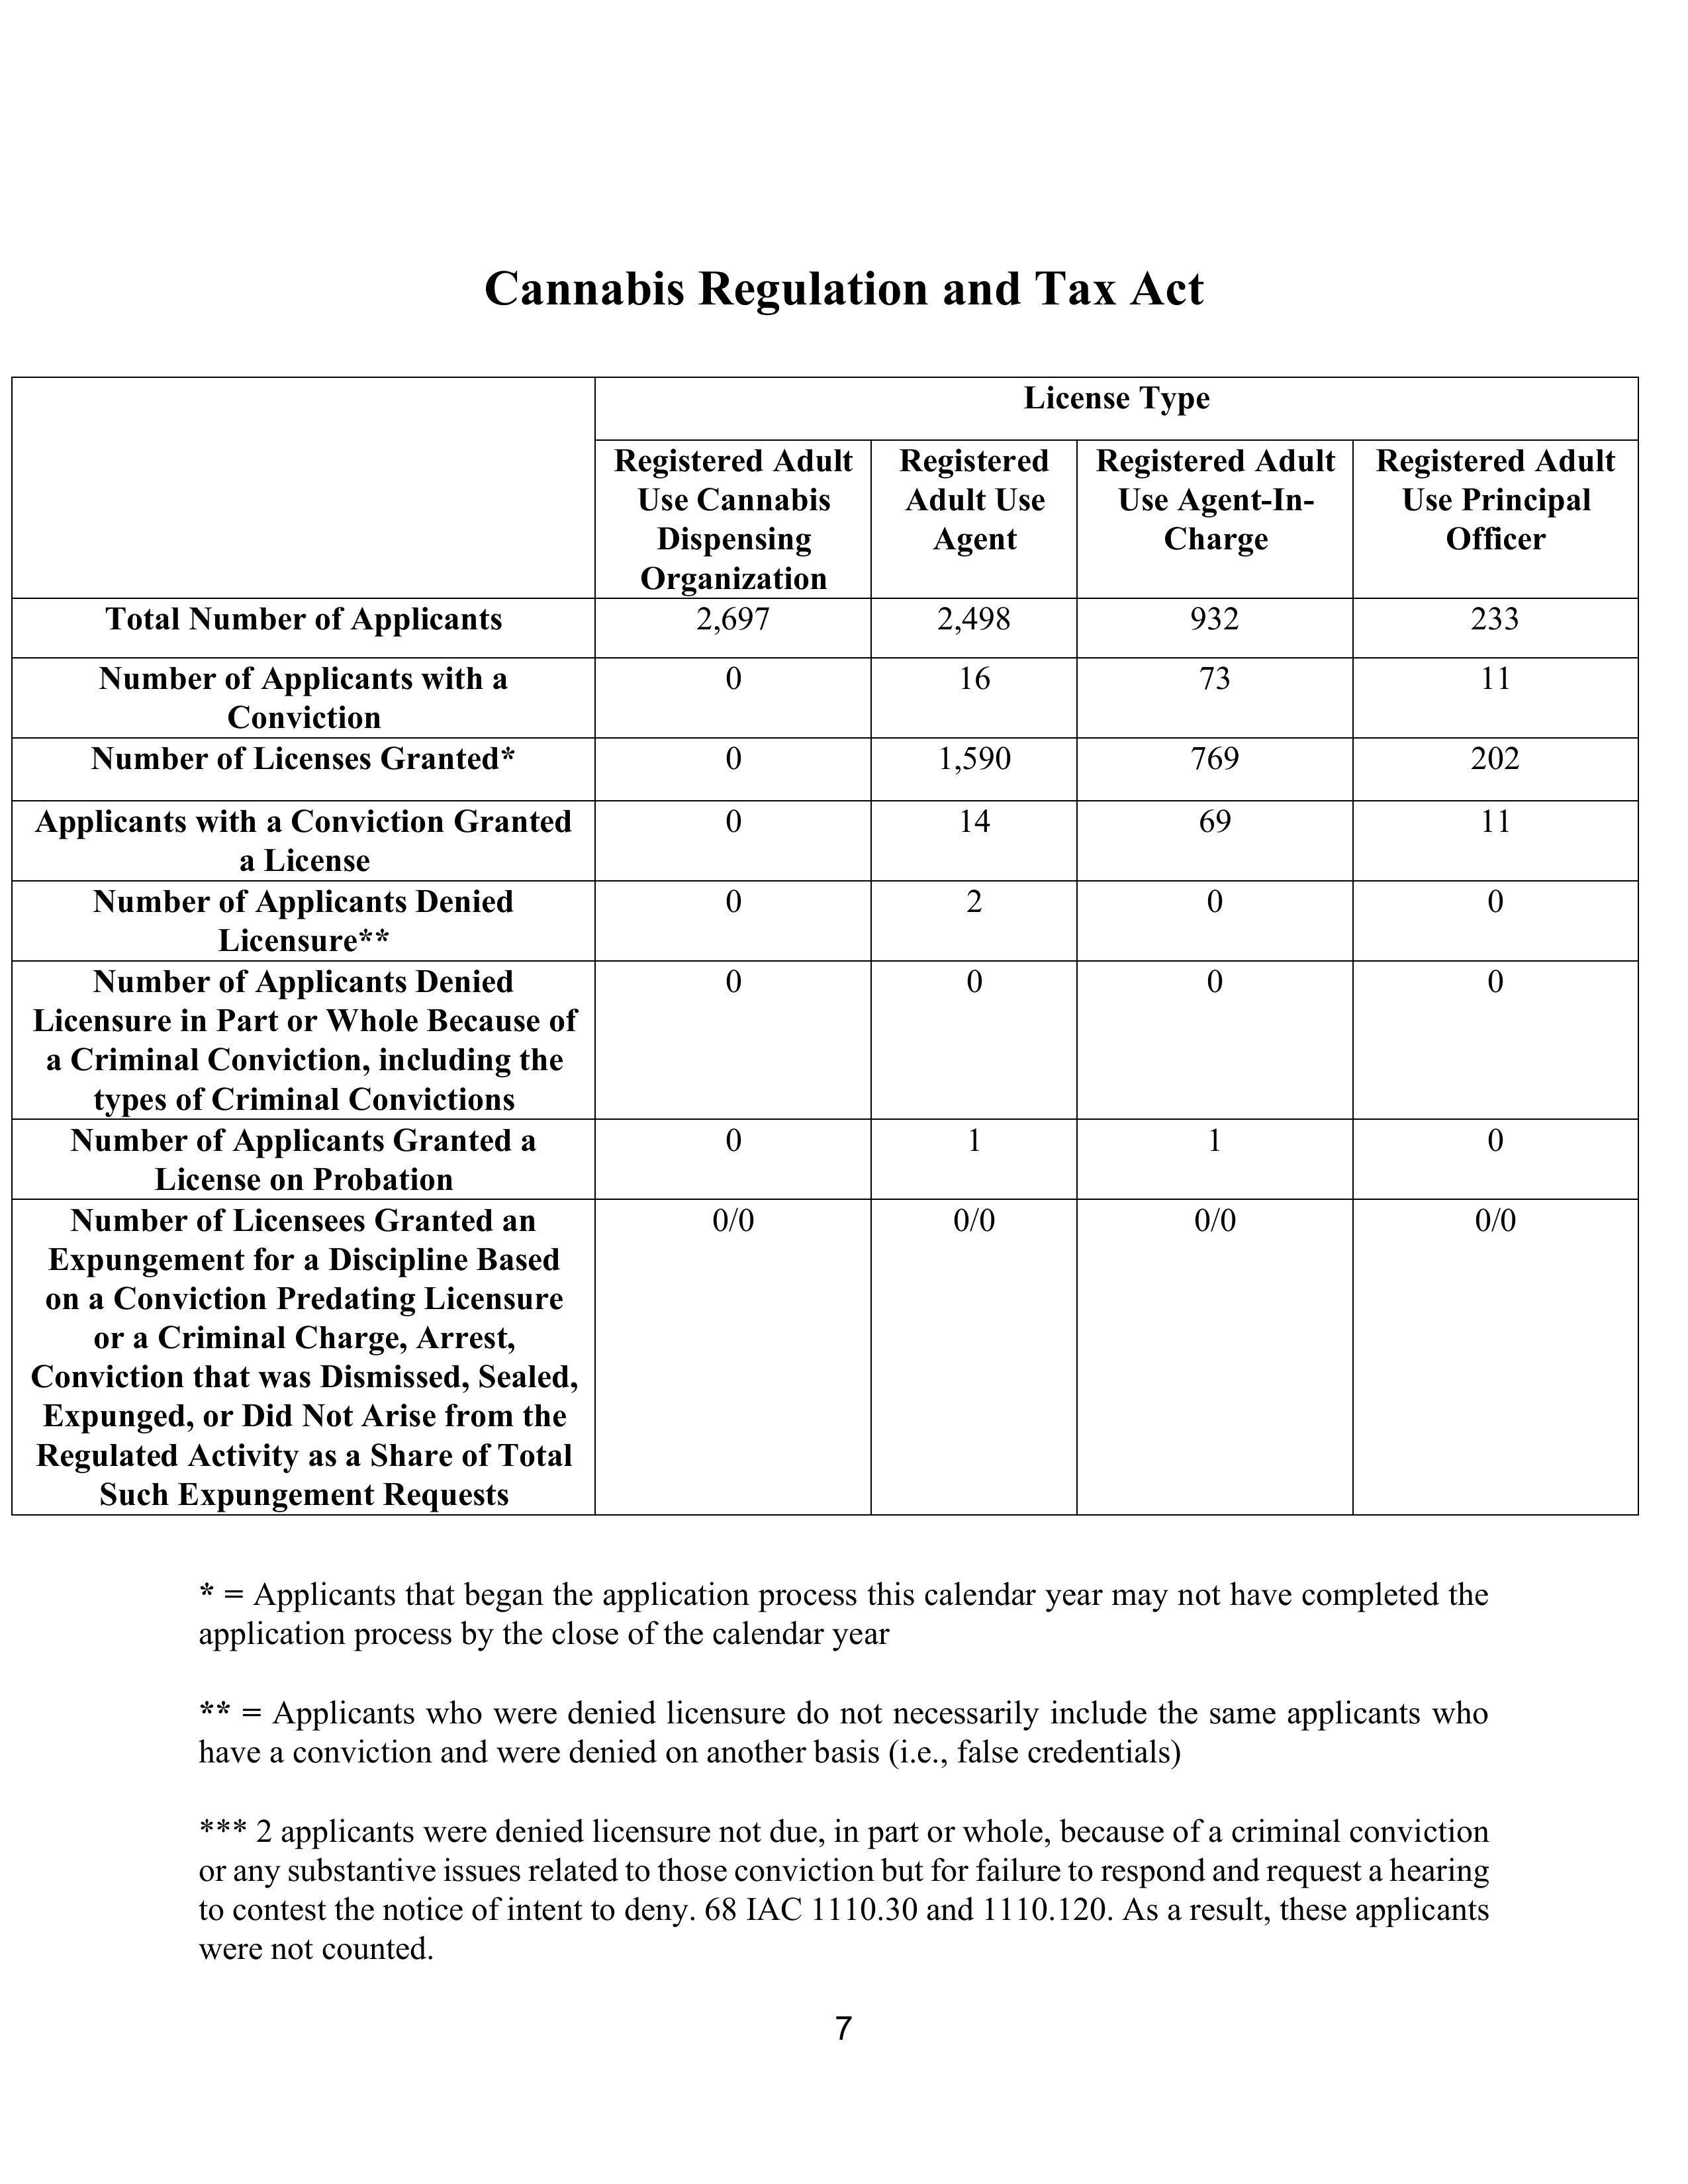 Cannabis Regulation and Tax Act
License Type
Registered Adult Use Cannabis Dispensing Organization
Registered Adult Use Agent
Registered Adult Use Agent-In-Charge
Registered Adult Use Principal Officer
Total Number of Applicants 2,697 2,498 932 233
Number of Applicants with a
Conviction 0 16 73 11
Number of Licenses Granted* 0 1,590 769 202
Applicants with a Conviction Granted
a License 0 14 69 11
Number of Applicants Denied
Licensure** 0 2 0 0
Number of Applicants Denied
Licensure in Part or Whole Because of
a Criminal Conviction, including the
types of Criminal Convictions 0 0 0 0
Number of Applicants Granted a
License on Probation 0 1 1 0
Number of Licensees Granted an
Expungement for a Discipline Based
on a Conviction Predating Licensure
or a Criminal Charge, Arrest,
Conviction that was Dismissed, Sealed,
Expunged, or Did Not Arise from the
Regulated Activity as a Share of Total
Such Expungement Requests 0/0 0/0 0/0 0/0
* = Applicants that began the application process this calendar year may not have completed the
application process by the close of the calendar year
** = Applicants who were denied licensure do not necessarily include the same applicants who
have a conviction and were denied on another basis (i.e., false credentials)
*** 2 applicants were denied licensure not due, in part or whole, because of a criminal conviction
or any substantive issues related to those conviction but for failure to respond and request a hearing
to contest the notice of intent to deny. 68 IAC 1110.30 and 1110.120. As a result, these applicants
were not counted.
7